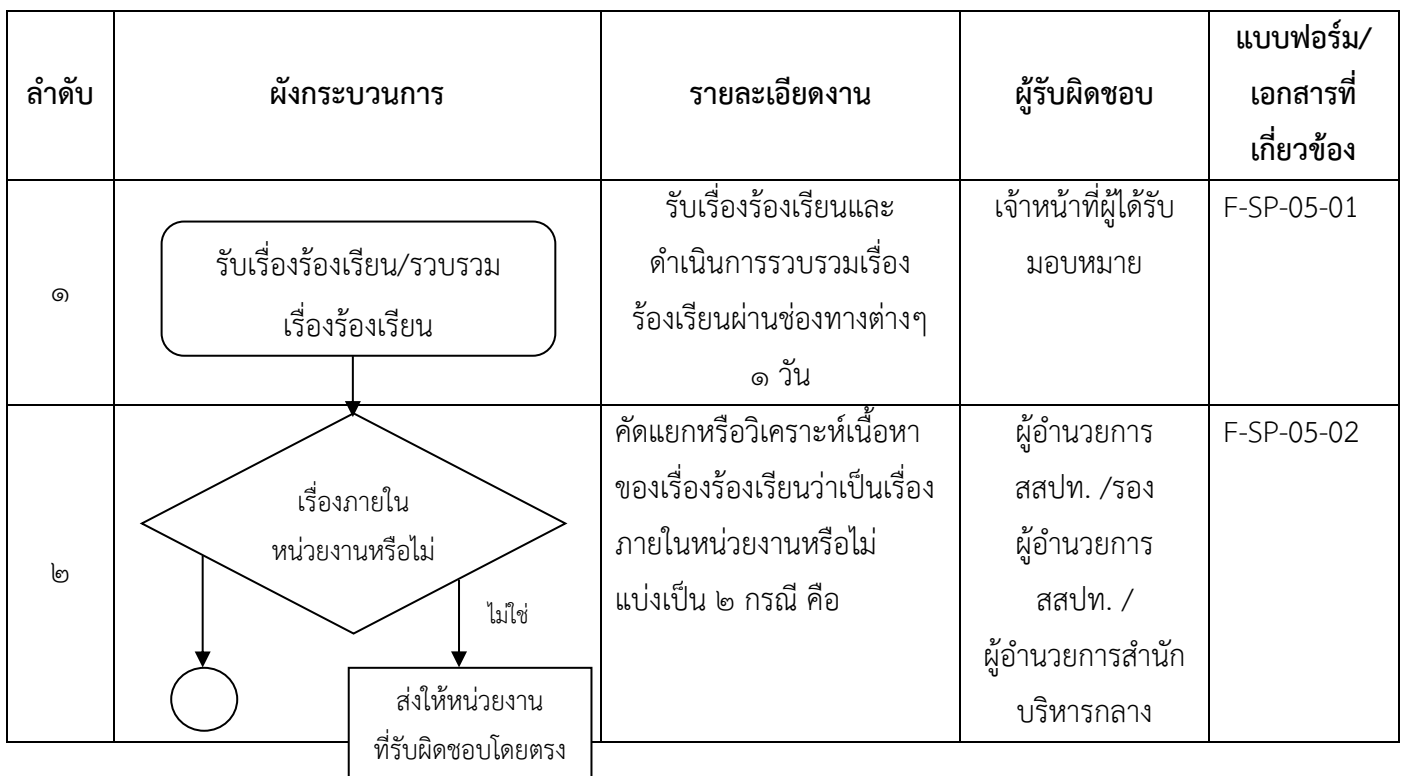 ลำดับ
ผังกระบวนการ
รายละเอียดงาน
ผู้รับผิดชอบ
แบบฟอร์ม/
เอกสารที่
เกี่ยวข้อง
๑
รับเรื่องร้องเรียน/รวบรวม
เรื่องร้องเรียน
รับเรื่องร้องเรียนและ
ดำเนินการรวบรวมเรื่อง
ร้องเรียนผ่านช่องทางต่างๆ
๑ วัน
เจ้าหน้าที่ผู้ได้รับ
มอบหมาย
F-SP-05-01
๒
เรื่องภายใน
หน่วยงานหรือไม่
ไม่ใช่
ส่งให้หน่วยงาน
ที่รับผิดชอบโดยตรง
คัดแยกหรือวิเคราะห์เนื้อหา
ของเรื่องร้องเรียนว่าเป็นเรื่อง
ภายในหน่วยงานหรือไม่
แบ่งเป็น ๒ กรณี คือ
ผู้อำนวยการ
สสปท. /รอง
ผู้อำนวยการ
สสปท. /
ผู้อำนวยการสำนัก
บริหารกลาง
F-SP-05-02